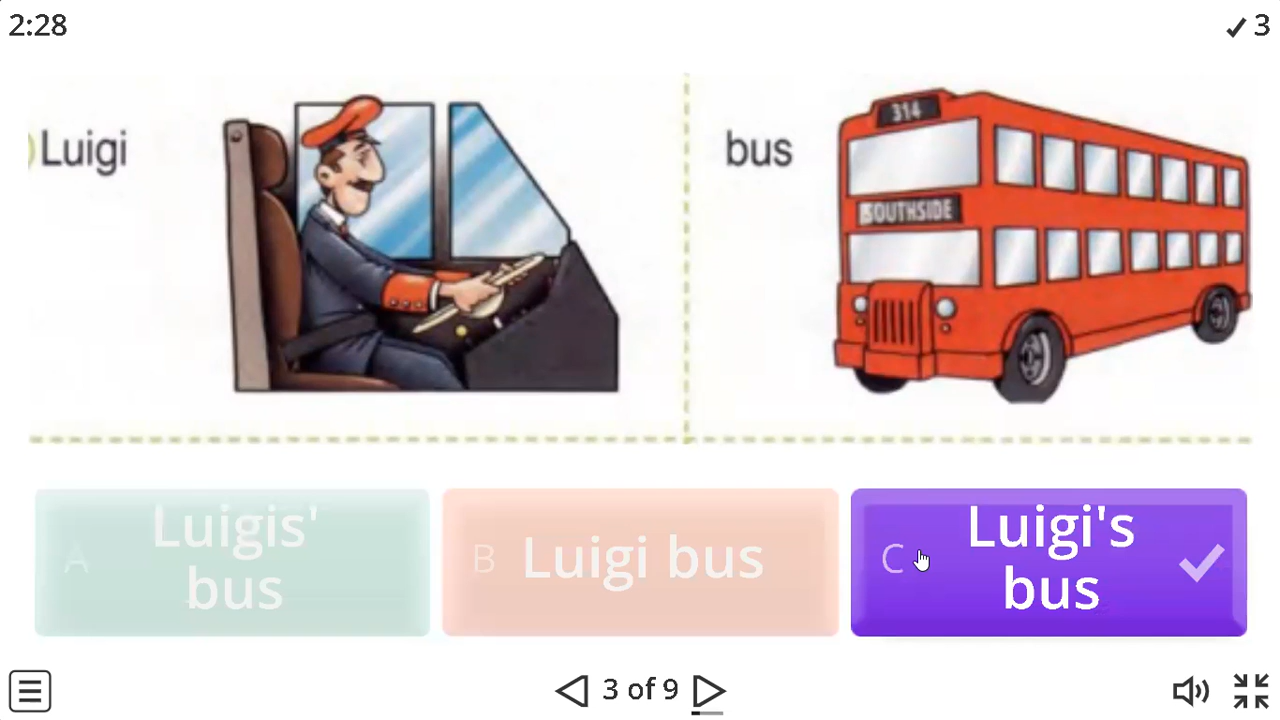 2:28
3
Luigi
bus
314
SOUTHSIDE
A
Luigis'
bus
B
Luigi bus
C
Luigi's
bus
3 of 9